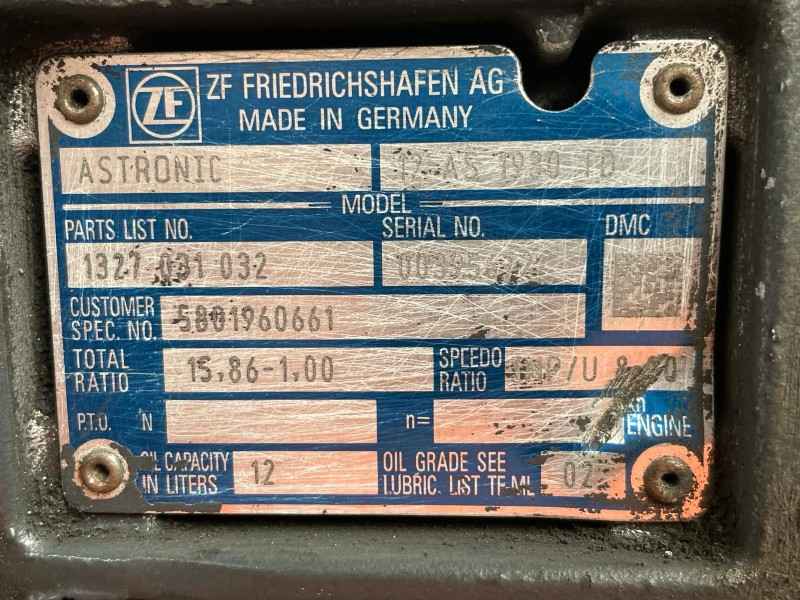 ZF
ZF FRIEDRICHSHAFEN AG
MADE IN GERMANY
ASTRONIC 12 AS 1930 TD
MODEL
PARTS LIST NO. SERIAL NO. DMC
1327 031 032
CUSTOMER SPEC. NO. 5801960661
TOTAL RATIO 15,86-1,00 SPEEDO RATIO
P.T.O. N n= ENGINE
OIL CAPACITY IN LITERS 12 OIL GRADE SEE LUBRIC. LIST TE-ML 02